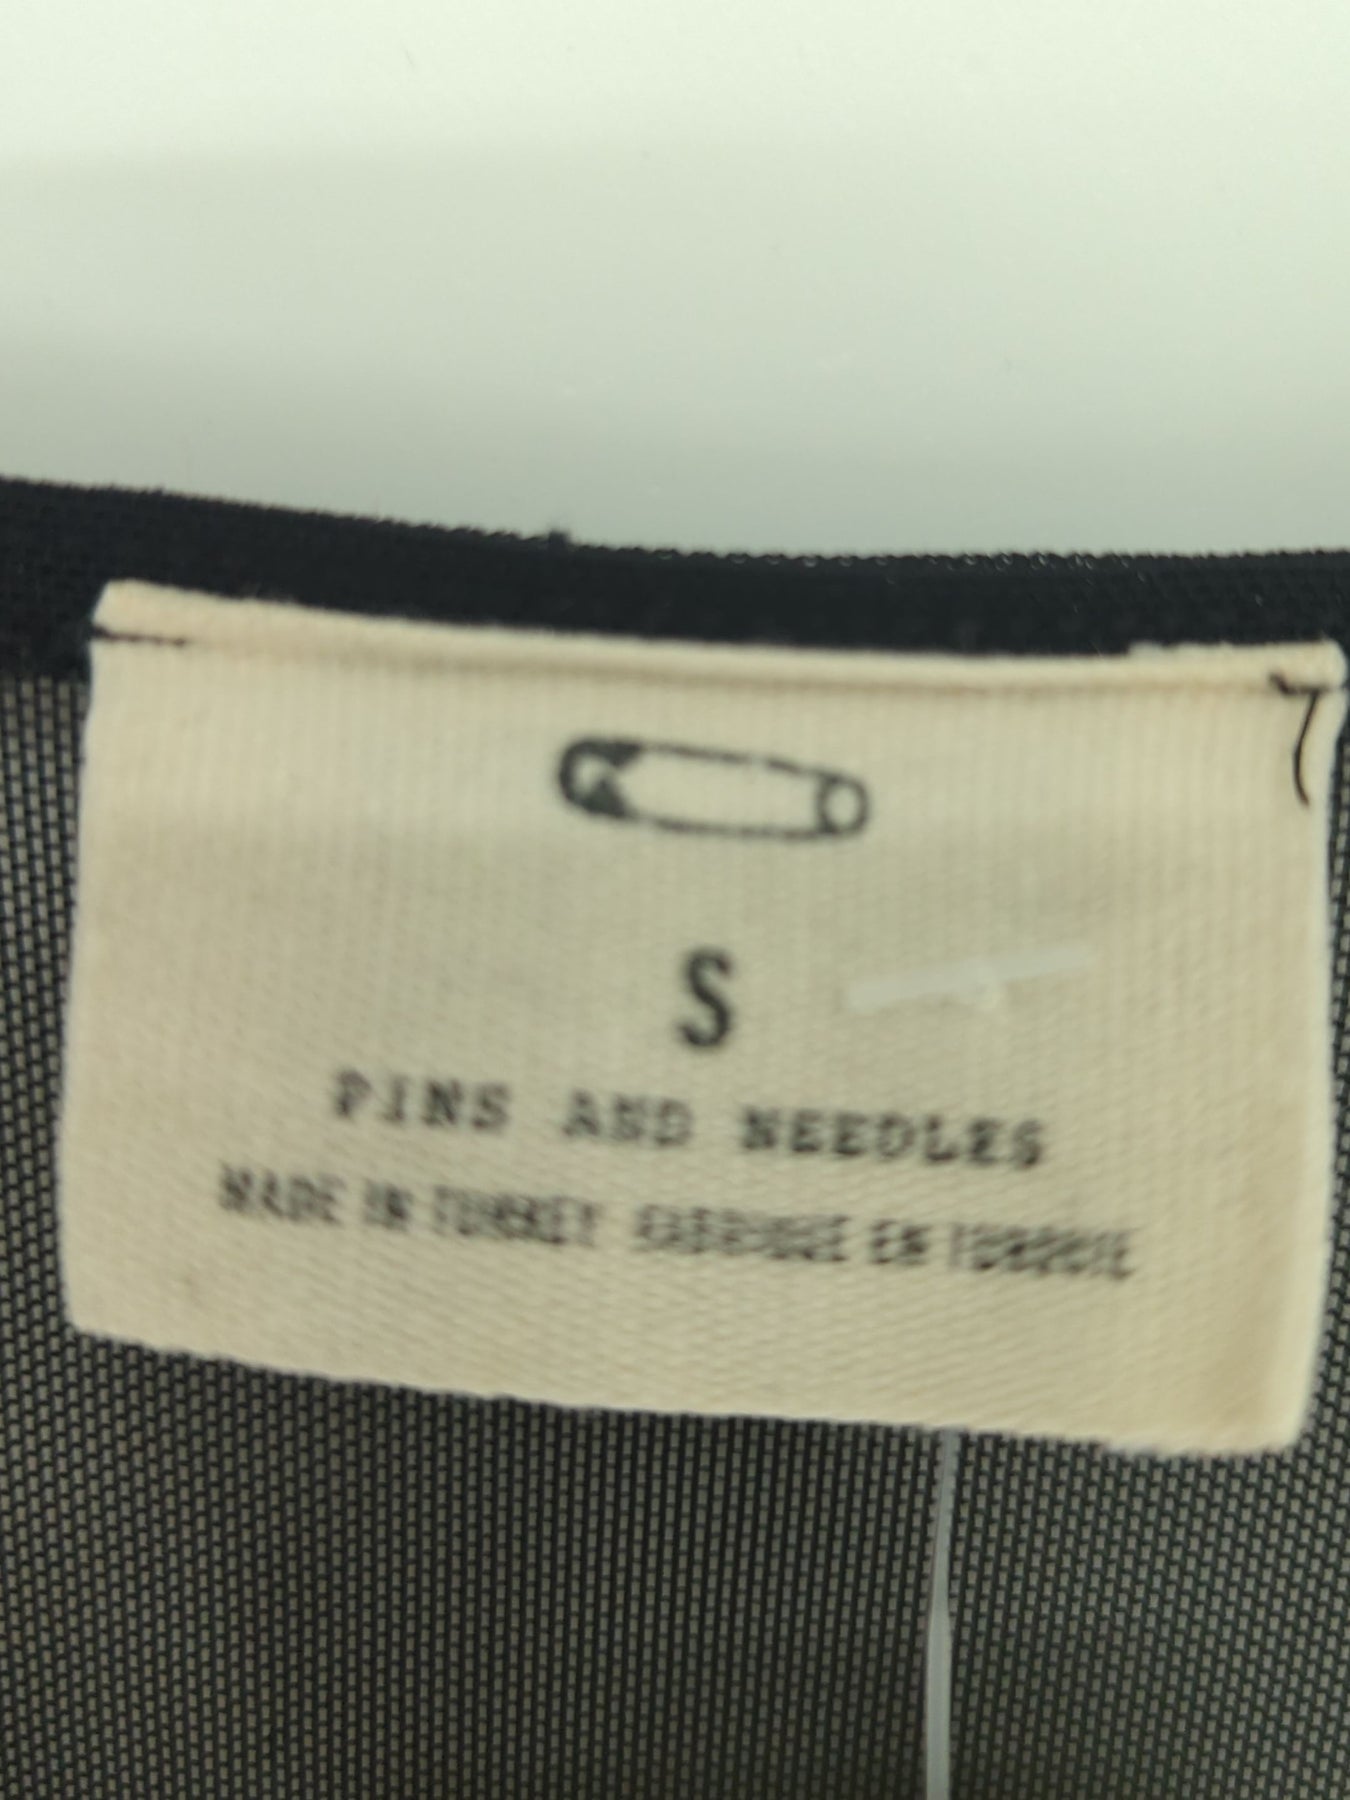 S
PINS AND NEEDLES
MADE IN TURKEY FABRIQUE EN TURQUIE